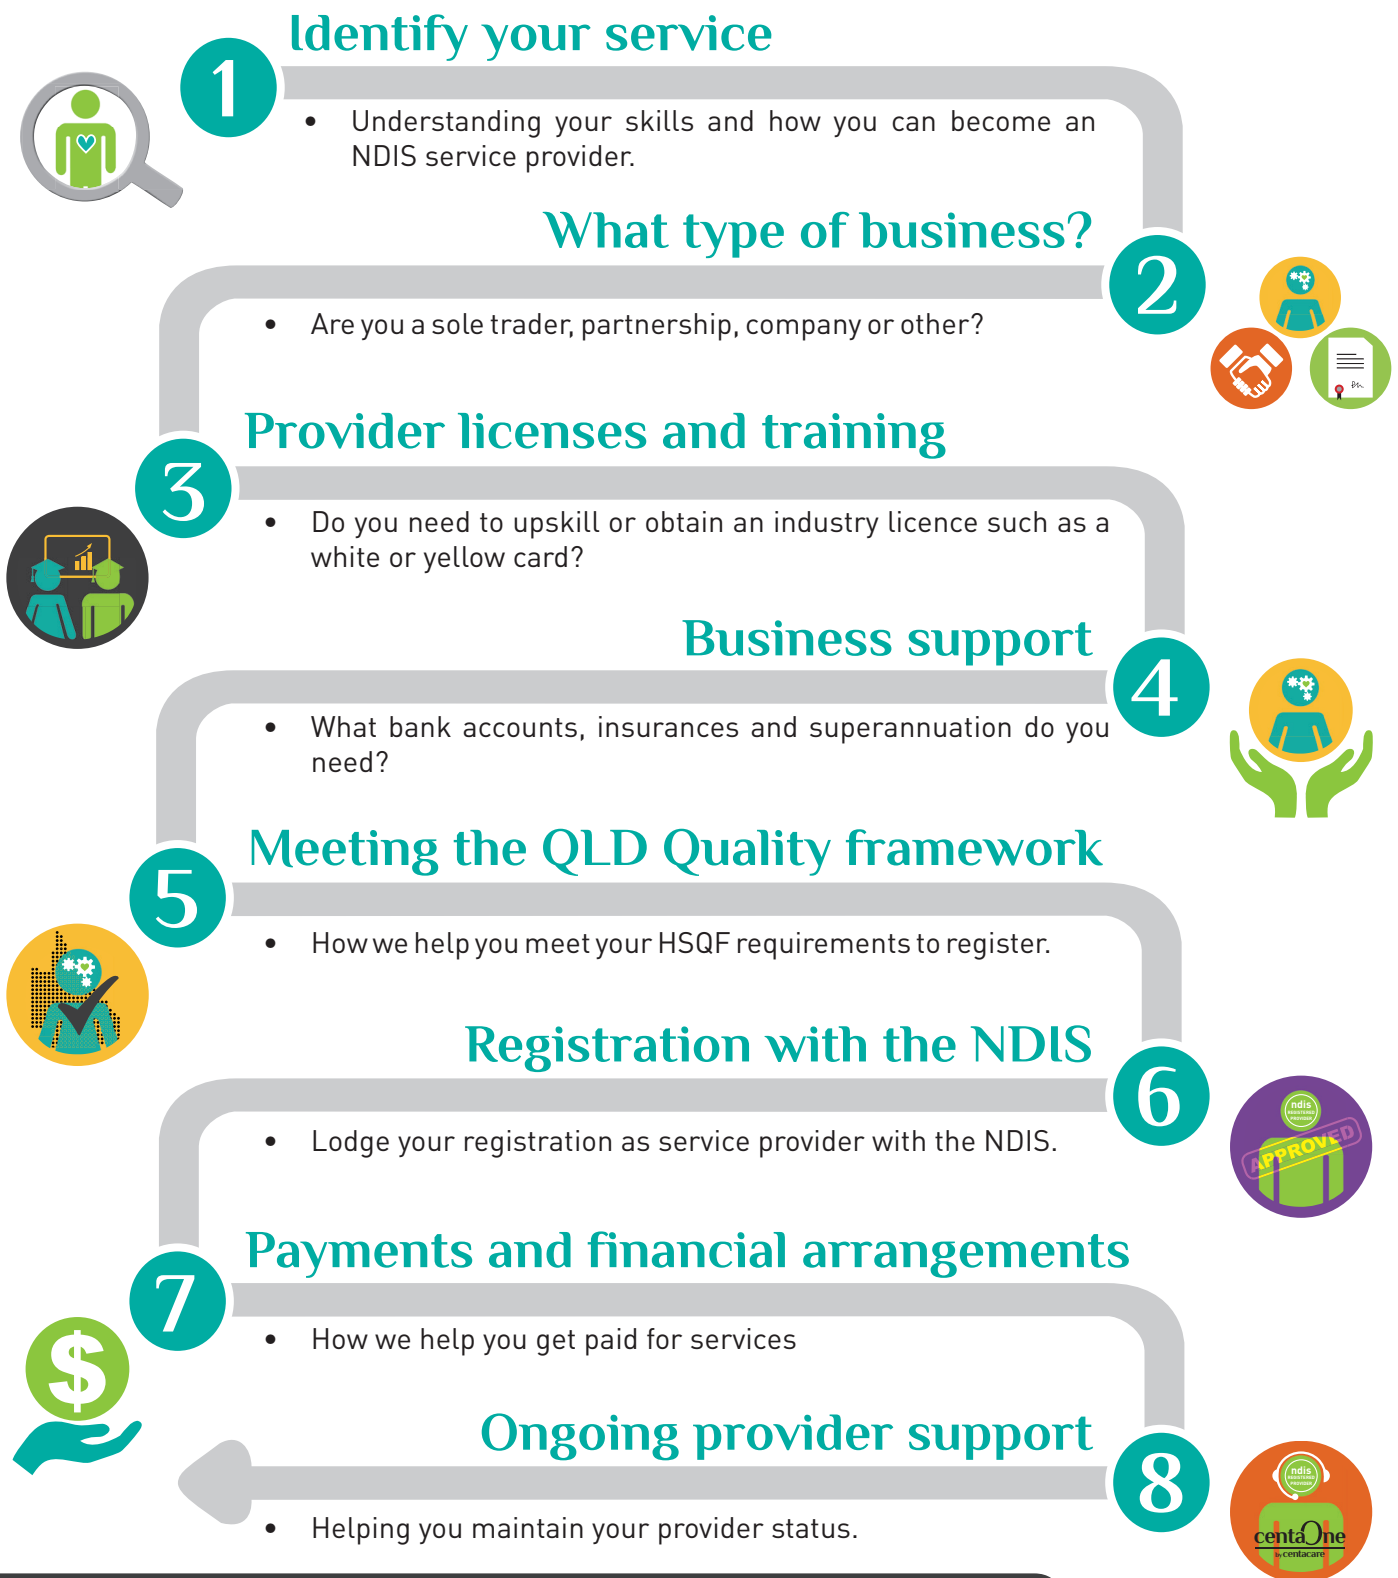 Identify your service
1
• Understanding your skills and how you can become an
NDIS service provider.
What type of business?
2
• Are you a sole trader, partnership, company or other?
Provider licenses and training
3
• Do you need to upskill or obtain an industry licence such as a
white or yellow card?
Business support
4
• What bank accounts, insurances and superannuation do you
need?
Meeting the QLD Quality framework
5
• How we help you meet your HSQF requirements to register.
Registration with the NDIS
6
ndis
REGISTERED
PROVIDER
APPROVED
• Lodge your registration as service provider with the NDIS.
Payments and financial arrangements
7
$
• How we help you get paid for services
Ongoing provider support
8
ndis
REGISTERED
PROVIDER
centaOne
by centacare
• Helping you maintain your provider status.